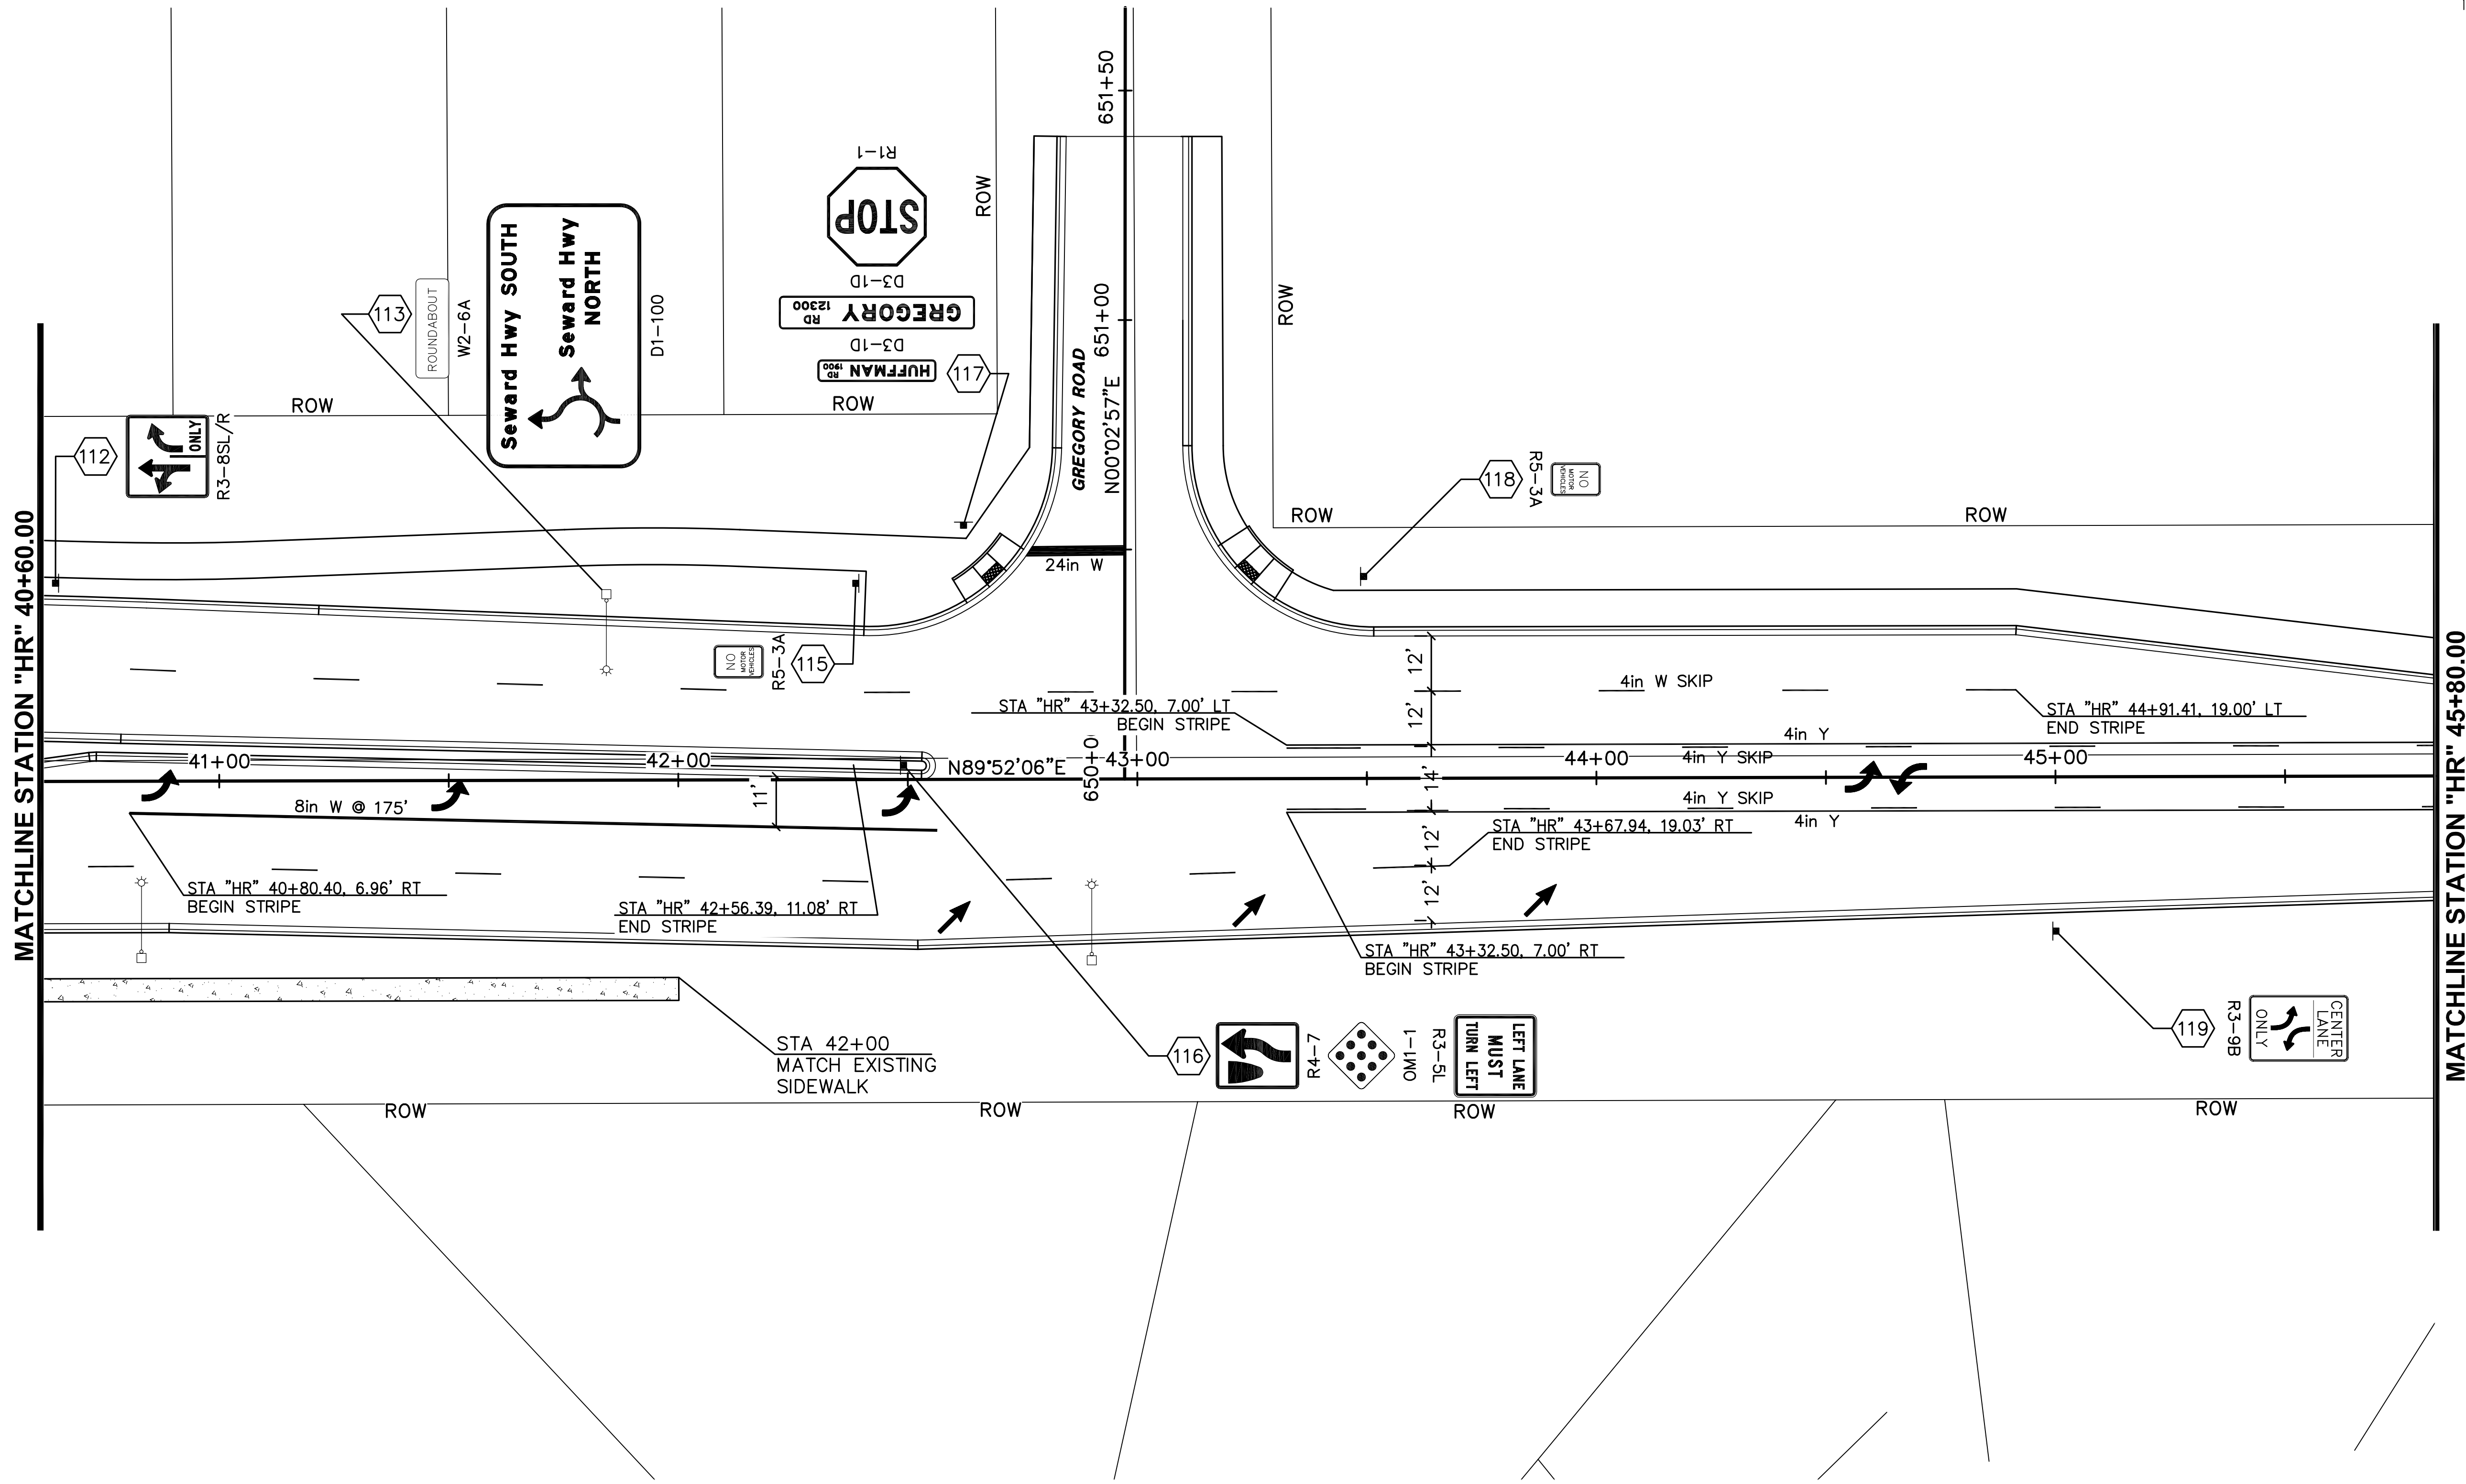 651+50
R1-1
STOP
D3-1D
GREGORY RD 12300
D3-1D
HUFFMAN RD 1900
117
ROW
651+00
GREGORY ROAD
N00°02'57"E
ROW
113
ROUNDABOUT
W2-6A
Seward Hwy SOUTH
Seward Hwy
NORTH
D1-100
ROW
ROW
112
ONLY
R3-8SL/R
118
R5-3A
NO
MOTOR
VEHICLES
ROW
ROW
MATCHLINE STATION "HR" 40+60.00
24in W
NO
MOTOR
VEHICLES
R5-3A
115
12'
12'
4in W SKIP
STA "HR" 43+32.50, 7.00' LT
BEGIN STRIPE
STA "HR" 44+91.41, 19.00' LT
END STRIPE
4in Y
41+00
42+00
N89°52'06"E
650+0
43+00
44+00
4in Y SKIP
45+00
14'
11'
8in W @ 175'
4in Y SKIP
4in Y
12'
12'
STA "HR" 43+67.94, 19.03' RT
END STRIPE
STA "HR" 40+80.40, 6.96' RT
BEGIN STRIPE
STA "HR" 42+56.39, 11.08' RT
END STRIPE
STA "HR" 43+32.50, 7.00' RT
BEGIN STRIPE
MATCHLINE STATION "HR" 45+80.00
STA 42+00
MATCH EXISTING
SIDEWALK
116
R4-7
OM1-1
R3-5L
LEFT LANE
MUST
TURN LEFT
119
R3-9B
CENTER
LANE
ONLY
ROW
ROW
ROW
ROW